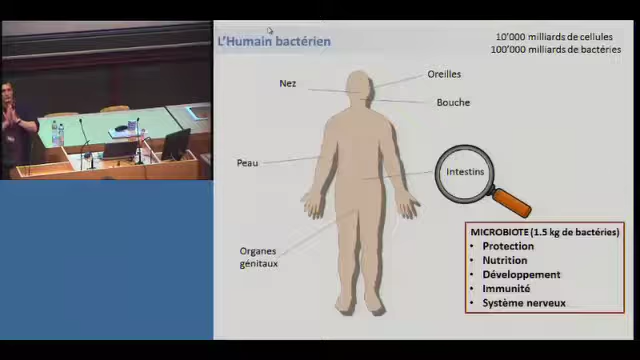 L'Humain bactérien
10'000 milliards de cellules
100'000 milliards de bactéries
Oreilles
Nez
Bouche
Peau
Intestins
Organes
génitaux
MICROBIOTE (1.5 kg de bactéries)
• Protection
• Nutrition
• Développement
• Immunité
• Système nerveux